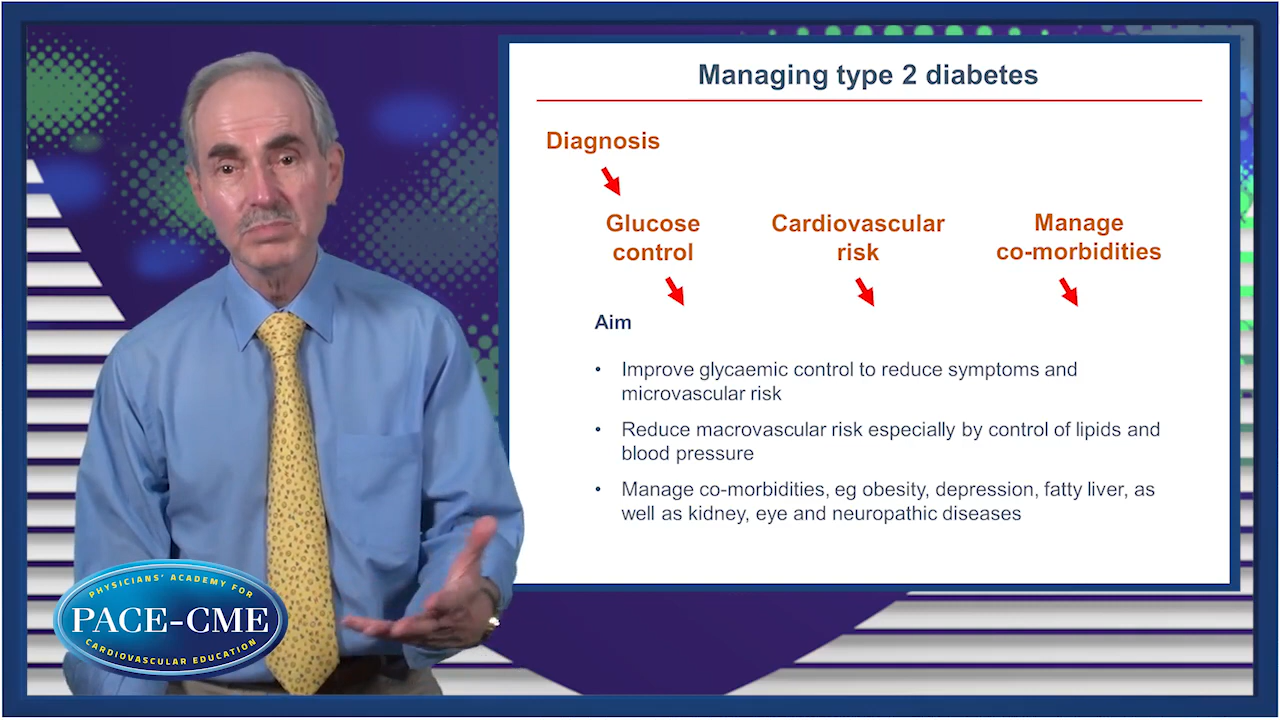 Managing type 2 diabetes
Diagnosis
Glucose
control
Cardiovascular
risk
Manage
co-morbidities
Aim
• Improve glycaemic control to reduce symptoms and
microvascular risk
• Reduce macrovascular risk especially by control of lipids and
blood pressure
• Manage co-morbidities, eg obesity, depression, fatty liver, as
well as kidney, eye and neuropathic diseases
PHYSICIANS' ACADEMY FOR
PACE-CME
CARDIOVASCULAR EDUCATION